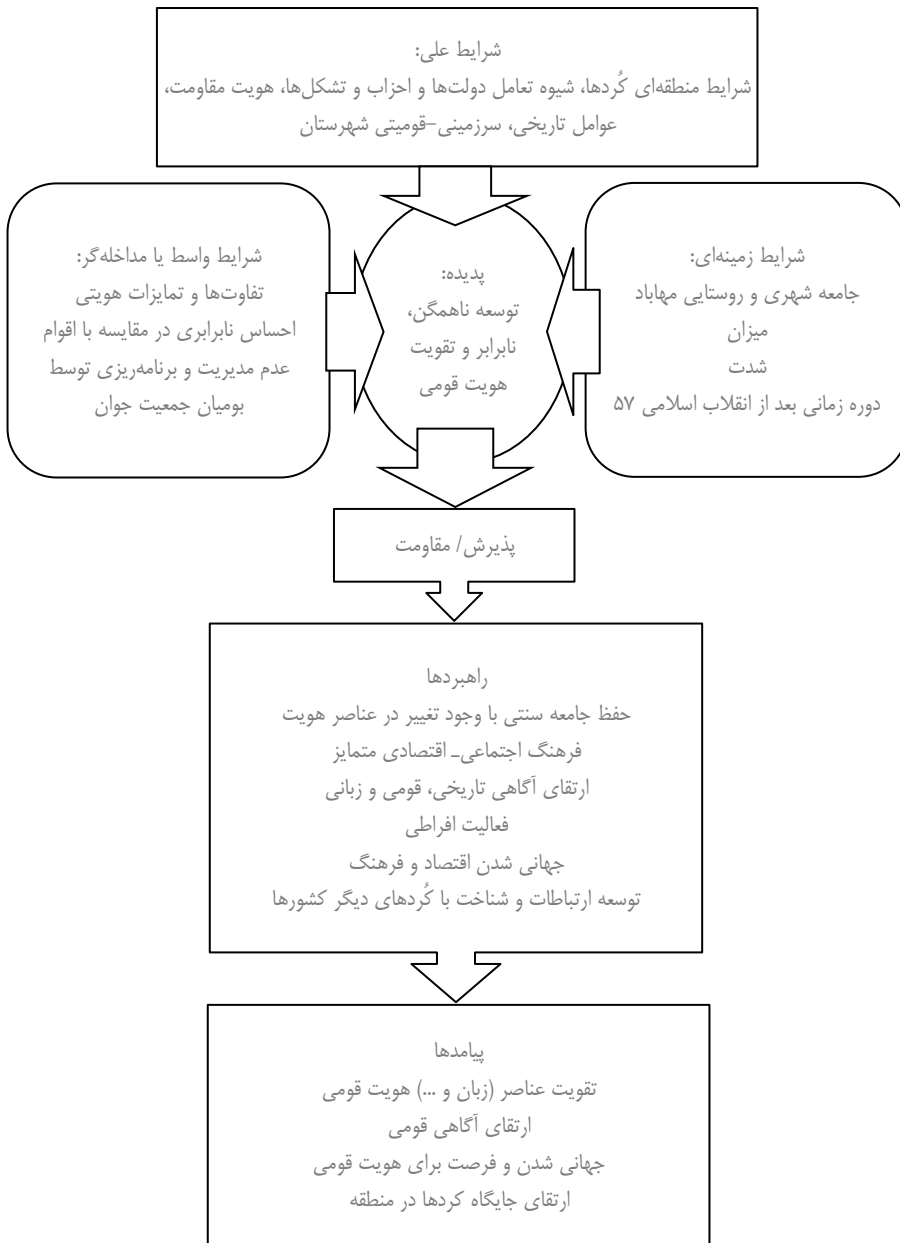 شرایط علی:
شرایط منطقه‌ای کُردها، شیوه تعامل دولت‌ها و احزاب و تشکل‌ها، هویت مقاومت،
عوامل تاریخی، سرزمینی-قومیتی شهرستان
شرایط زمینه‌ای:
جامعه شهری و روستایی مهاباد
میزان
شدت
دوره زمانی بعد از انقلاب اسلامی ۵۷
پدیده:
توسعه ناهمگن،
نابرابر و تقویت
هویت قومی
شرایط واسط یا مداخله‌گر:
تفاوت‌ها و تمایزات هویتی
احساس نابرابری در مقایسه با اقوام
عدم مدیریت و برنامه‌ریزی توسط
بومیان جمعیت جوان
پذیرش/ مقاومت
راهبردها
حفظ جامعه سنتی با وجود تغییر در عناصر هویت
فرهنگ اجتماعی- اقتصادی متمایز
ارتقای آگاهی تاریخی، قومی و زبانی
فعالیت افراطی
جهانی شدن اقتصاد و فرهنگ
توسعه ارتباطات و شناخت با کُردهای دیگر کشورها
پیامدها
تقویت عناصر (زبان و ...) هویت قومی
ارتقای آگاهی قومی
جهانی شدن و فرصت برای هویت قومی
ارتقای جایگاه کردها در منطقه